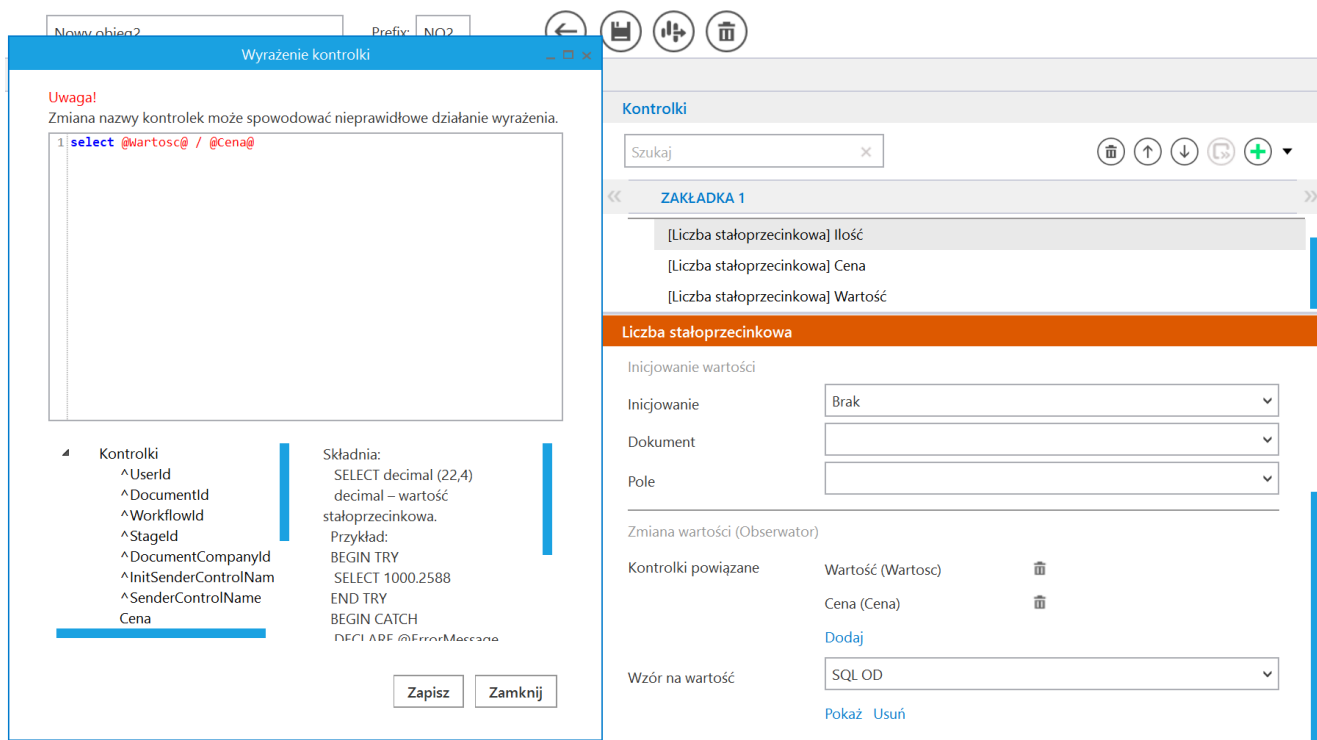 Nowy obieg2
Prefix: NO2
Wyrażenie kontrolki
Uwaga!
Zmiana nazwy kontrolek może spowodować nieprawidłowe działanie wyrażenia.
1 select @Wartosc@ / @Cena@
Kontrolki
^UserId
^DocumentId
^WorkflowId
^StageId
^DocumentCompanyId
^InitSenderControlNam
^SenderControlName
Cena
Składnia:
SELECT decimal (22,4)
decimal – wartość
stałoprzecinkowa.
Przykład:
BEGIN TRY
SELECT 1000.2588
END TRY
BEGIN CATCH
DECLARE @ErrorMessage
Zapisz
Zamknij
Kontrolki
Szukaj
ZAKŁADKA 1
[Liczba stałoprzecinkowa] Ilość
[Liczba stałoprzecinkowa] Cena
[Liczba stałoprzecinkowa] Wartość
Liczba stałoprzecinkowa
Inicjowanie wartości
Inicjowanie
Brak
Dokument
Pole
Zmiana wartości (Obserwator)
Kontrolki powiązane
Wartość (Wartosc)
Cena (Cena)
Dodaj
Wzór na wartość
SQL OD
Pokaż Usuń